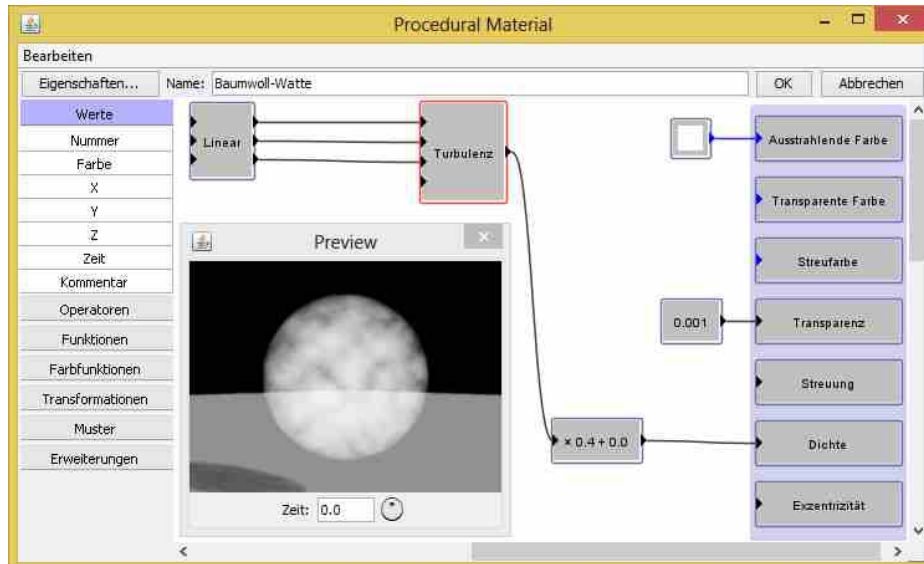 Procedural Material
Bearbeiten
Eigenschaften...
Name: Baumwoll-Watte
OK
Abbrechen
Werte
Nummer
Farbe
X
Y
Z
Zeit
Kommentar
Operatoren
Funktionen
Farbfunktionen
Transformationen
Muster
Erweiterungen
Linear
Turbulenz
Preview
Zeit: 0.0
0.001
× 0.4 + 0.0
Ausstrahlende Farbe
Transparente Farbe
Streufarbe
Transparenz
Streuung
Dichte
Exzentrizität